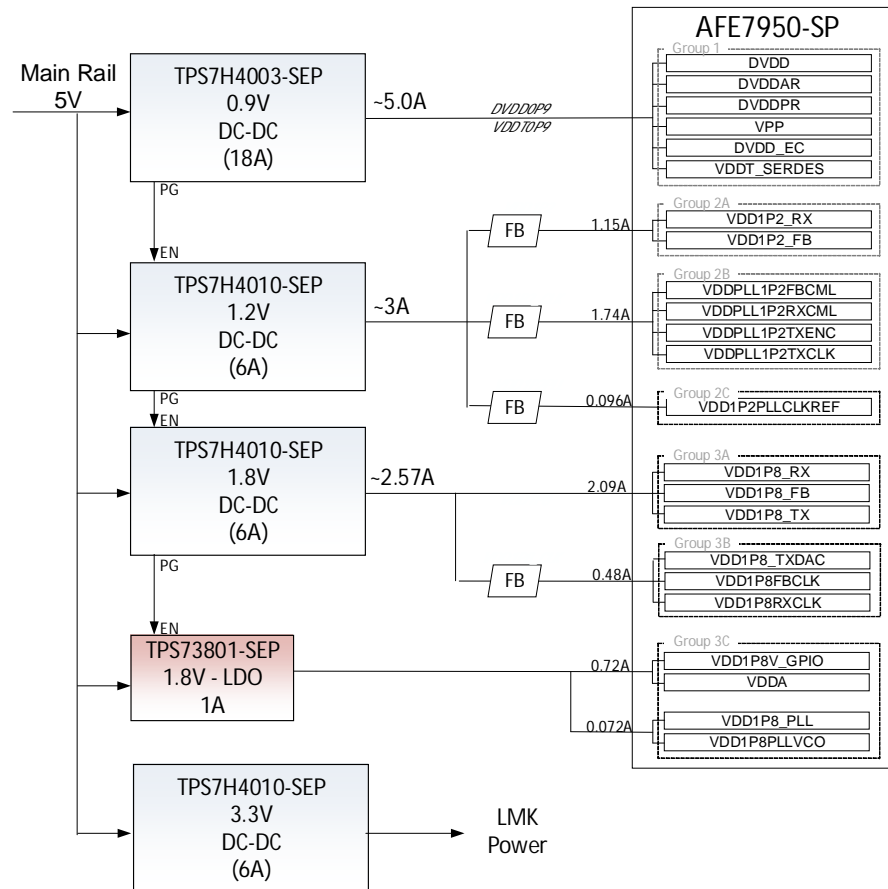 AFE7950-SP
Main Rail
5V
TPS7H4003-SEP
0.9V
DC-DC
(18A)
~5.0A
DVDD0P9
VDDT0P9
Group 1
DVDD
DVDDAR
DVDDPR
VPP
DVDD_EC
VDDT_SERDES
PG
EN
TPS7H4010-SEP
1.2V
DC-DC
(6A)
~3A
FB
1.15A
Group 2A
VDD1P2_RX
VDD1P2_FB
FB
1.74A
Group 2B
VDDPLL1P2FBCML
VDDPLL1P2RXCML
VDDPLL1P2TXENC
VDDPLL1P2TXCLK
FB
0.096A
Group 2C
VDD1P2PLLCLKREF
PG
EN
TPS7H4010-SEP
1.8V
DC-DC
(6A)
~2.57A
2.09A
Group 3A
VDD1P8_RX
VDD1P8_FB
VDD1P8_TX
FB
0.48A
Group 3B
VDD1P8_TXDAC
VDD1P8FBCLK
VDD1P8RXCLK
PG
EN
TPS73801-SEP
1.8V - LDO
1A
0.72A
0.072A
Group 3C
VDD1P8V_GPIO
VDDA
VDD1P8_PLL
VDD1P8PLLVCO
TPS7H4010-SEP
3.3V
DC-DC
(6A)
LMK
Power